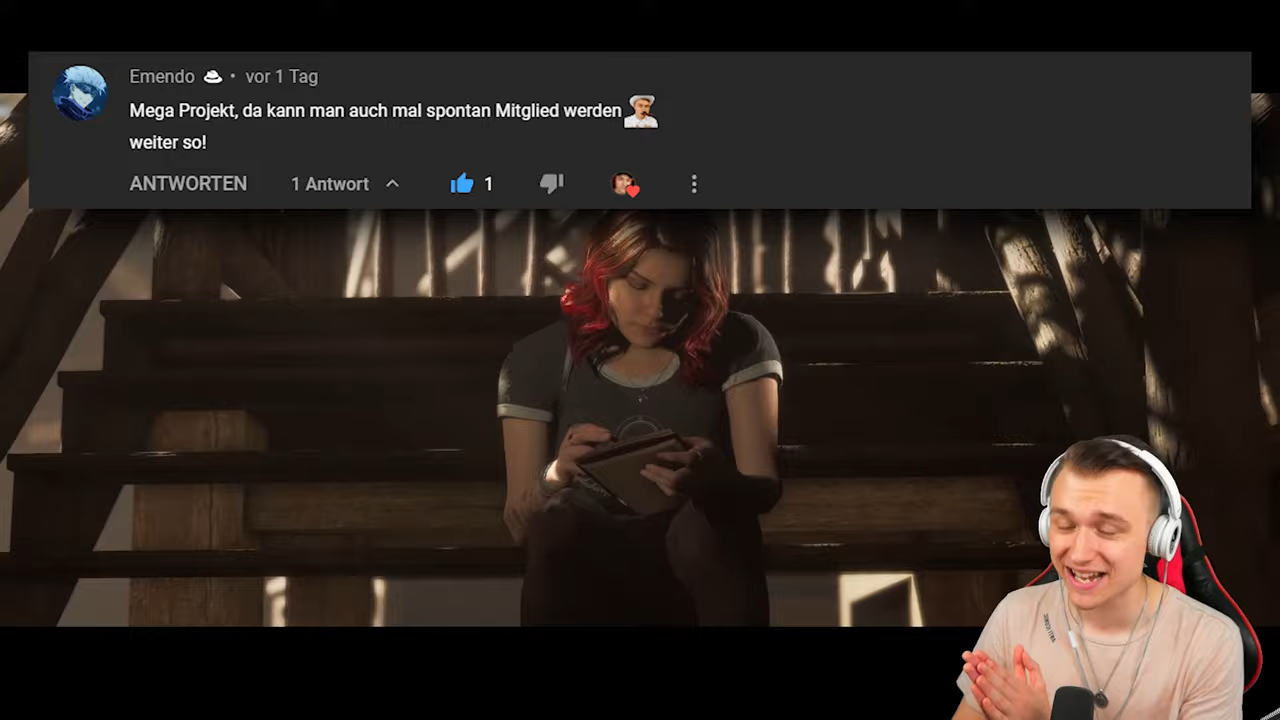 Emendo • vor 1 Tag
Mega Projekt, da kann man auch mal spontan Mitglied werden
weiter so!
ANTWORTEN 1 Antwort 1